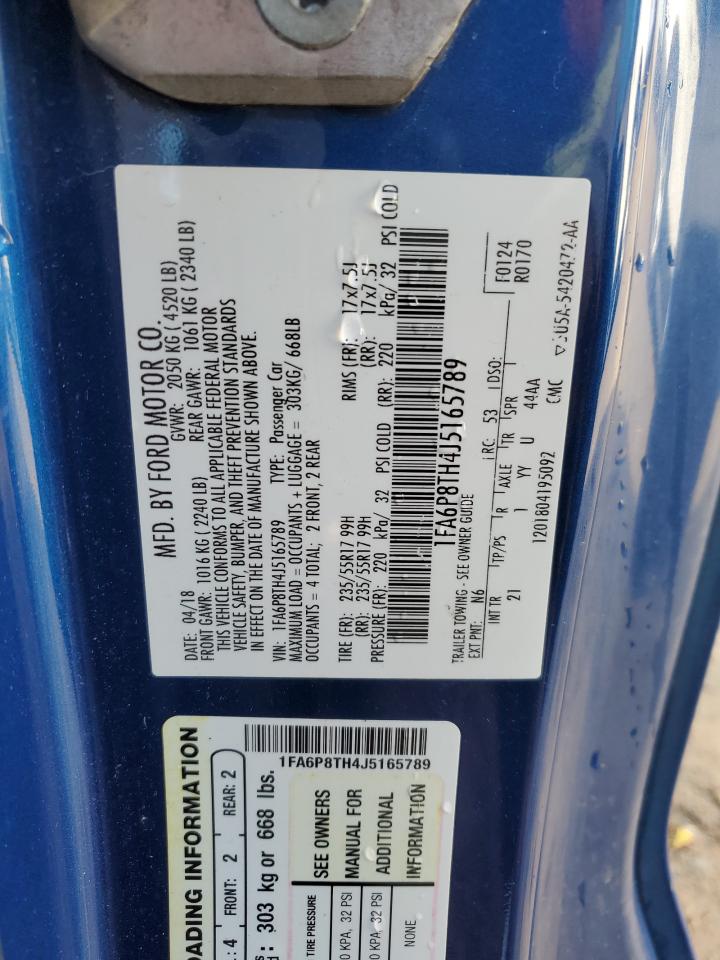 MFD. BY FORD MOTOR CO.
DATE: 04/18 GVWR: 2050 KG ( 4520 LB)
FRONT GAWR: 1016 KG ( 2240 LB) REAR GAWR: 1061 KG ( 2340 LB)
THIS VEHICLE CONFORMS TO ALL APPLICABLE FEDERAL MOTOR
VEHICLE SAFETY, BUMPER, AND THEFT PREVENTION STANDARDS
IN EFFECT ON THE DATE OF MANUFACTURE SHOWN ABOVE.
VIN: 1FA6P8TH4J5165789 TYPE: Passenger Car
MAXIMUM LOAD = OCCUPANTS + LUGGAGE = 303KG/ 668LB
OCCUPANTS = 4 TOTAL; 2 FRONT, 2 REAR
TIRE (FR): 235/55R17 99H RIMS (FR): 17x7.5J
(RR): 235/55R17 99H (RR): 17x7.5J
PRESSURE (FR): 220 kPa/ 32 PSI COLD (RR): 220 kPa/ 32 PSI COLD
1FA6P8TH4J5165789
TRAILER TOWING - SEE OWNER GUIDE
EXT PNT: N6 RC: 53 DSO: F0124
R0170
INT TR TP/PS R AXLE TR SPR
21 1 YY U 44AA
1201804195092 CMC 5U5A-5420472-AA
1FA6P8TH4J5165789
LOADING INFORMATION
: 4 FRONT: 2 REAR: 2
: 303 kg or 668 lbs.
TIRE PRESSURE SEE OWNERS
0 KPA, 32 PSI MANUAL FOR
0 KPA, 32 PSI ADDITIONAL
NONE INFORMATION